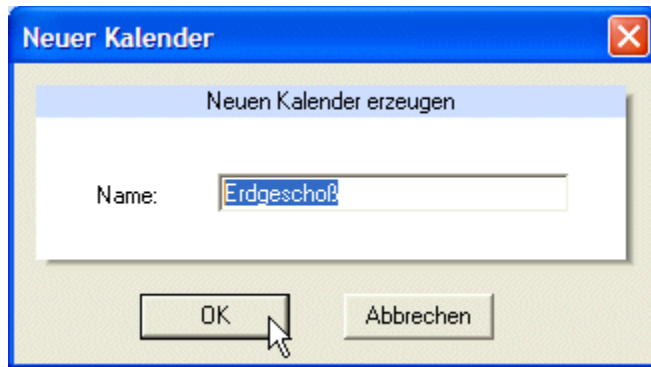 Neuer Kalender
Neuen Kalender erzeugen
Name: Erdgeschoß
OK Abbrechen